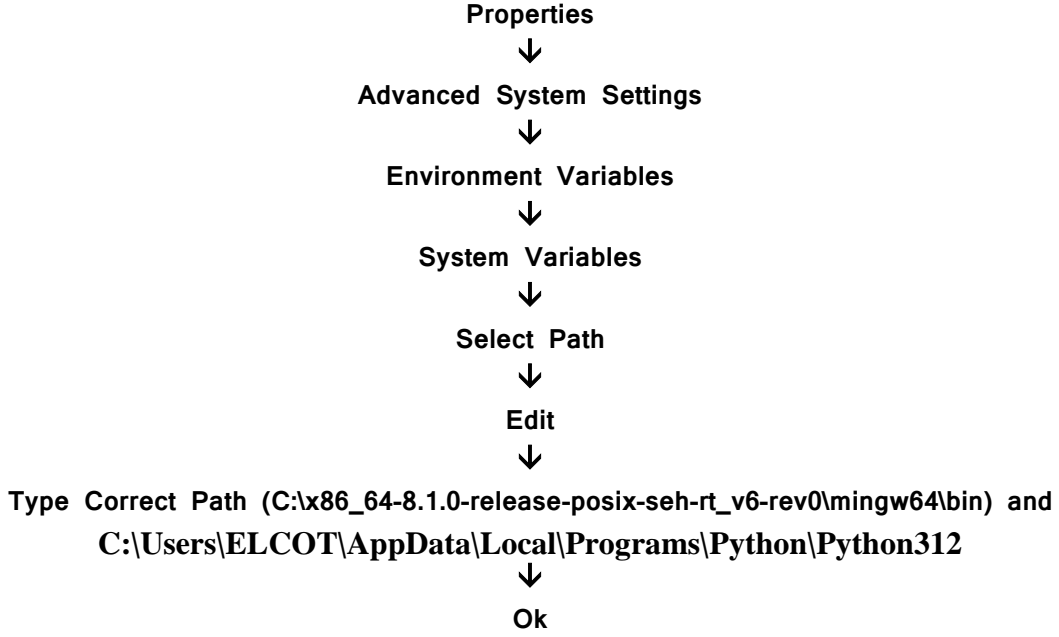 Properties
↓
Advanced System Settings
↓
Environment Variables
↓
System Variables
↓
Select Path
↓
Edit
↓
Type Correct Path (C:\x86_64-8.1.0-release-posix-seh-rt_v6-rev0\mingw64\bin) and
C:\Users\ELCOT\AppData\Local\Programs\Python\Python312
↓
Ok